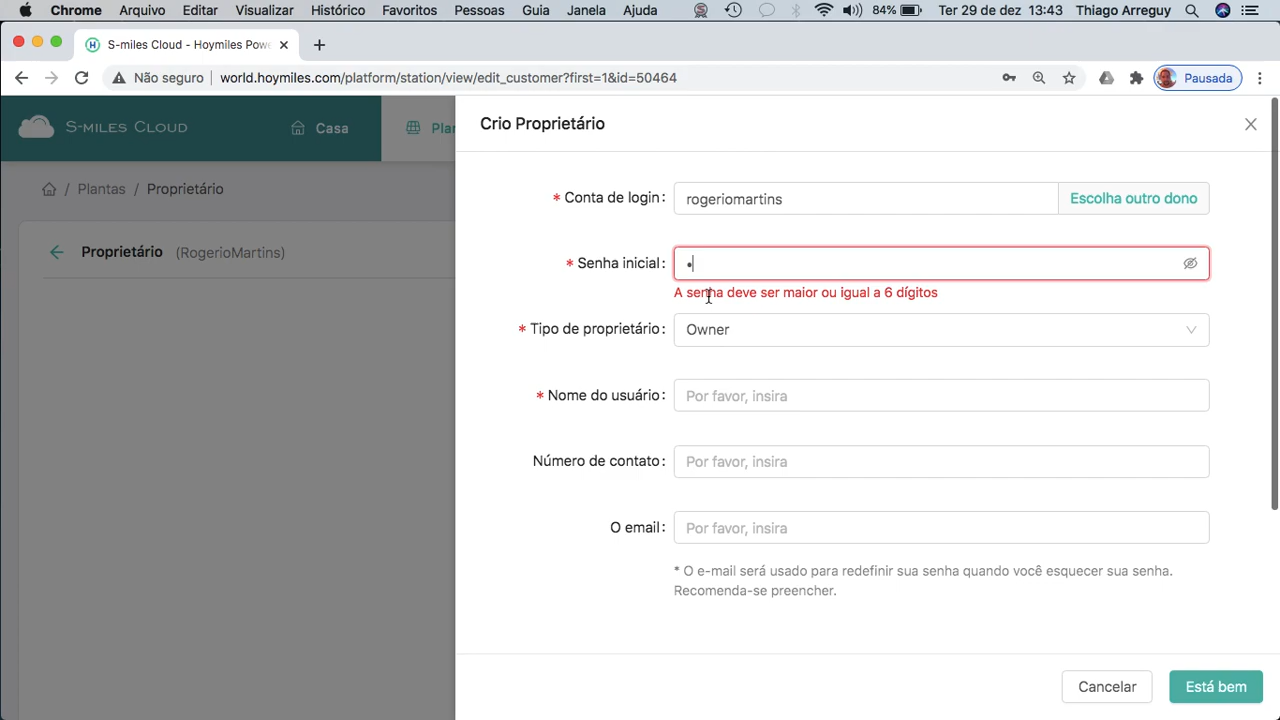 Chrome Arquivo Editar Visualizar Histórico Favoritos Pessoas Guia Janela Ajuda 84% Ter 29 de dez 13:43 Thiago Arreguy
S-miles Cloud - Hoymiles Powe
Não seguro world.hoymiles.com/platform/station/view/edit_customer?first=1&id=50464 Pausada
S-MILES CLOUD Casa Plan
Crio Proprietário
/ Plantas / Proprietário
Proprietário (RogerioMartins)
* Conta de login: rogeriomartins Escolha outro dono
* Senha inicial: •
A senha deve ser maior ou igual a 6 dígitos
* Tipo de proprietário: Owner
* Nome do usuário: Por favor, insira
Número de contato: Por favor, insira
O email: Por favor, insira
* O e-mail será usado para redefinir sua senha quando você esquecer sua senha.
Recomenda-se preencher.
Cancelar Está bem